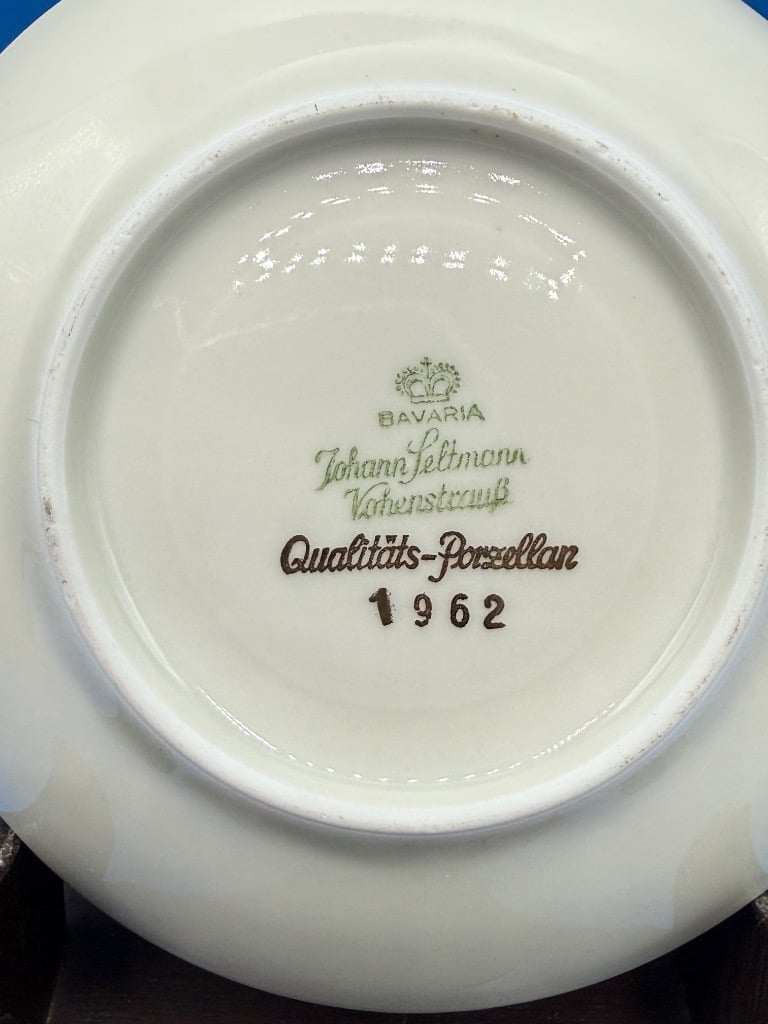 BAVARIA
Johann Seltmann
Vohenstrauß
Qualitäts-Porzellan
1962